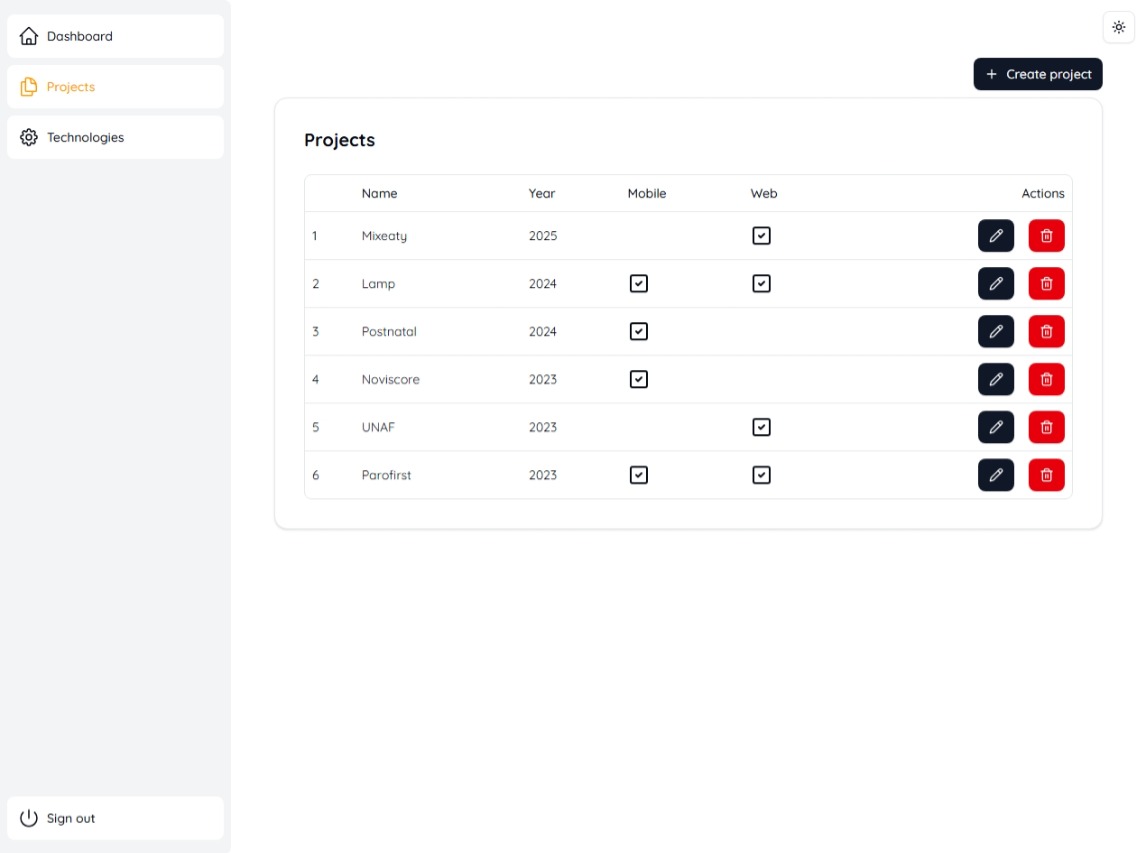 Dashboard
Projects
Technologies
Sign out
Create project
Projects
Name Year Mobile Web Actions
1 Mixeaty 2025
2 Lamp 2024
3 Postnatal 2024
4 Noviscore 2023
5 UNAF 2023
6 Parofirst 2023